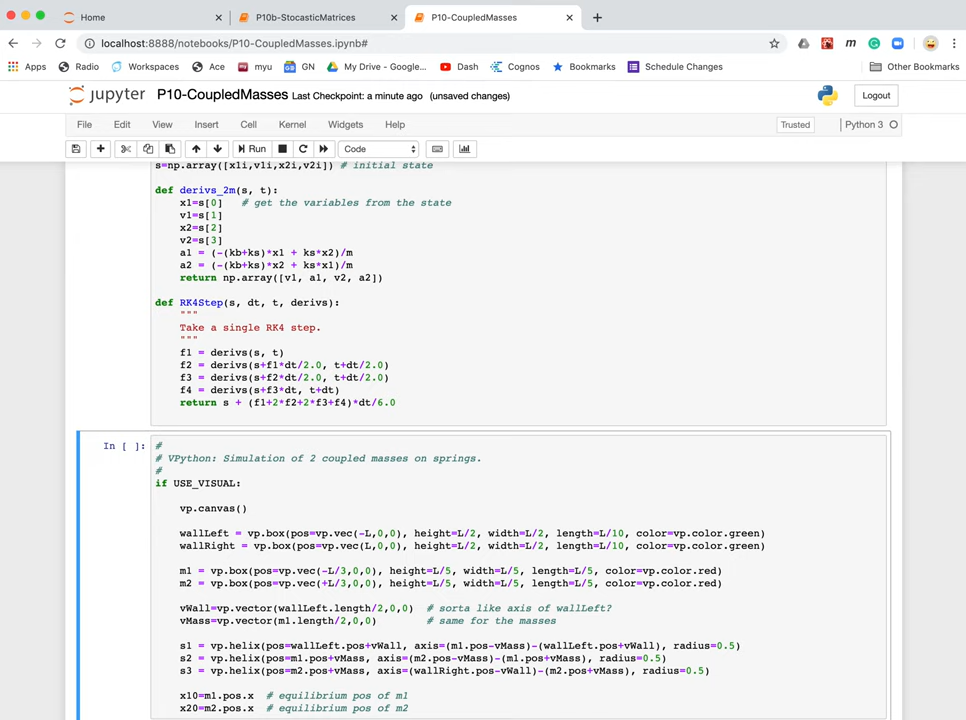 Home
P10b-StocasticMatrices
P10-CoupledMasses
localhost:8888/notebooks/P10-CoupledMasses.ipynb#
Apps Radio Workspaces Ace myu GN My Drive - Google... Dash Cognos Bookmarks Schedule Changes Other Bookmarks
jupyter P10-CoupledMasses Last Checkpoint: a minute ago (unsaved changes) Logout
File Edit View Insert Cell Kernel Widgets Help Trusted Python 3
Run Code
s=np.array([x1i,v1i,x2i,v2i]) # initial state
def derivs_2m(s, t):
x1=s[0] # get the variables from the state
v1=s[1]
x2=s[2]
v2=s[3]
a1 = (-(kb+ks)*x1 + ks*x2)/m
a2 = (-(kb+ks)*x2 + ks*x1)/m
return np.array([v1, a1, v2, a2])
def RK4Step(s, dt, t, derivs):
"""
Take a single RK4 step.
"""
f1 = derivs(s, t)
f2 = derivs(s+f1*dt/2.0, t+dt/2.0)
f3 = derivs(s+f2*dt/2.0, t+dt/2.0)
f4 = derivs(s+f3*dt, t+dt)
return s + (f1+2*f2+2*f3+f4)*dt/6.0
In [ ]: #
# VPython: Simulation of 2 coupled masses on springs.
#
if USE_VISUAL:
vp.canvas()
wallLeft = vp.box(pos=vp.vec(-L,0,0), height=L/2, width=L/2, length=L/10, color=vp.color.green)
wallRight = vp.box(pos=vp.vec(L,0,0), height=L/2, width=L/2, length=L/10, color=vp.color.green)
m1 = vp.box(pos=vp.vec(-L/3,0,0), height=L/5, width=L/5, length=L/5, color=vp.color.red)
m2 = vp.box(pos=vp.vec(+L/3,0,0), height=L/5, width=L/5, length=L/5, color=vp.color.red)
vWall=vp.vector(wallLeft.length/2,0,0) # sorta like axis of wallLeft?
vMass=vp.vector(m1.length/2,0,0) # same for the masses
s1 = vp.helix(pos=wallLeft.pos+vWall, axis=(m1.pos-vMass)-(wallLeft.pos+vWall), radius=0.5)
s2 = vp.helix(pos=m1.pos+vMass, axis=(m2.pos-vMass)-(m1.pos+vMass), radius=0.5)
s3 = vp.helix(pos=m2.pos+vMass, axis=(wallRight.pos-vWall)-(m2.pos+vMass), radius=0.5)
x10=m1.pos.x # equilibrium pos of m1
x20=m2.pos.x # equilibrium pos of m2